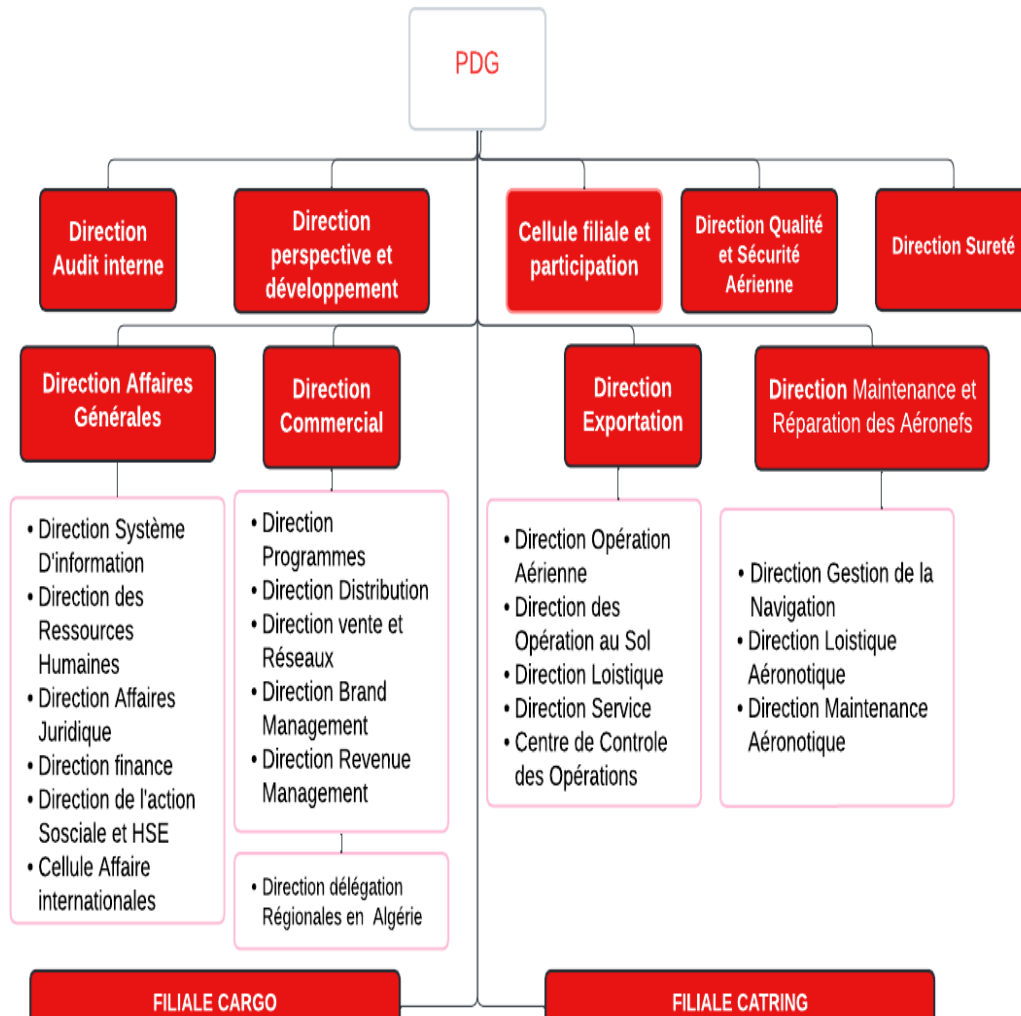 PDG
Direction
Audit interne
Direction
perspective et
développement
Cellule filiale et
participation
Direction Qualité
et Sécurité
Aérienne
Direction Sureté
Direction Affaires
Générales
Direction
Commercial
Direction
Exportation
Direction Maintenance et
Réparation des Aéronefs
• Direction Système
D'information
• Direction des
Ressources
Humaines
• Direction Affaires
Juridique
• Direction finance
• Direction de l'action
Sosciale et HSE
• Cellule Affaire
internationales
• Direction
Programmes
• Direction Distribution
• Direction vente et
Réseaux
• Direction Brand
Management
• Direction Revenue
Management
• Direction délégation
Régionales en Algérie
• Direction Opération
Aérienne
• Direction des
Opération au Sol
• Direction Loistique
• Direction Service
• Centre de Controle
des Opérations
• Direction Gestion de la
Navigation
• Direction Loistique
Aéronotique
• Direction Maintenance
Aéronotique
FILIALE CARGO
FILIALE CATRING